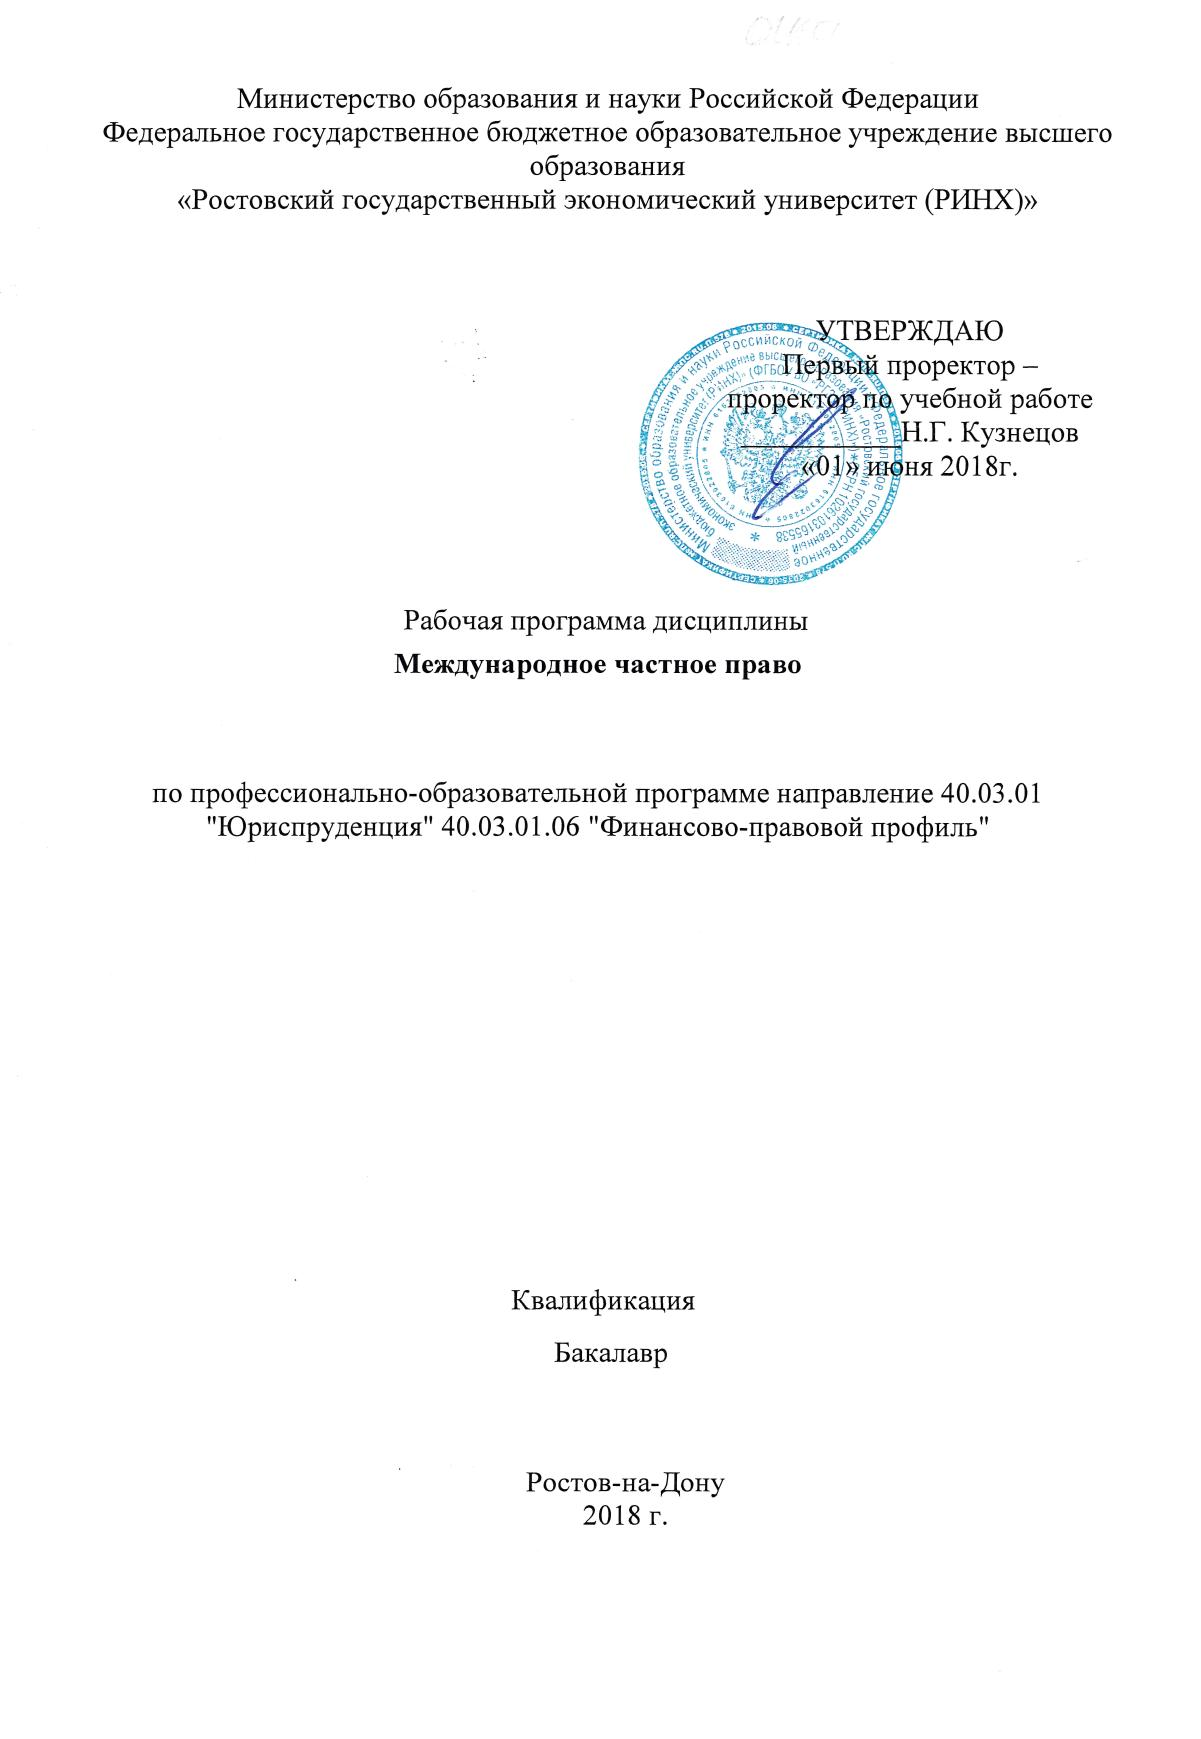 Министерство образования и науки Российской Федерации
Федеральное государственное бюджетное образовательное учреждение высшего
образования
«Ростовский государственный экономический университет (РИНХ)»
УТВЕРЖДАЮ
Первый проректор –
проректор по учебной работе
Н.Г. Кузнецов
«01» июня 2018г.
Рабочая программа дисциплины
Международное частное право
по профессионально-образовательной программе направление 40.03.01
"Юриспруденция" 40.03.01.06 "Финансово-правовой профиль"
Квалификация
Бакалавр
Ростов-на-Дону
2018 г.